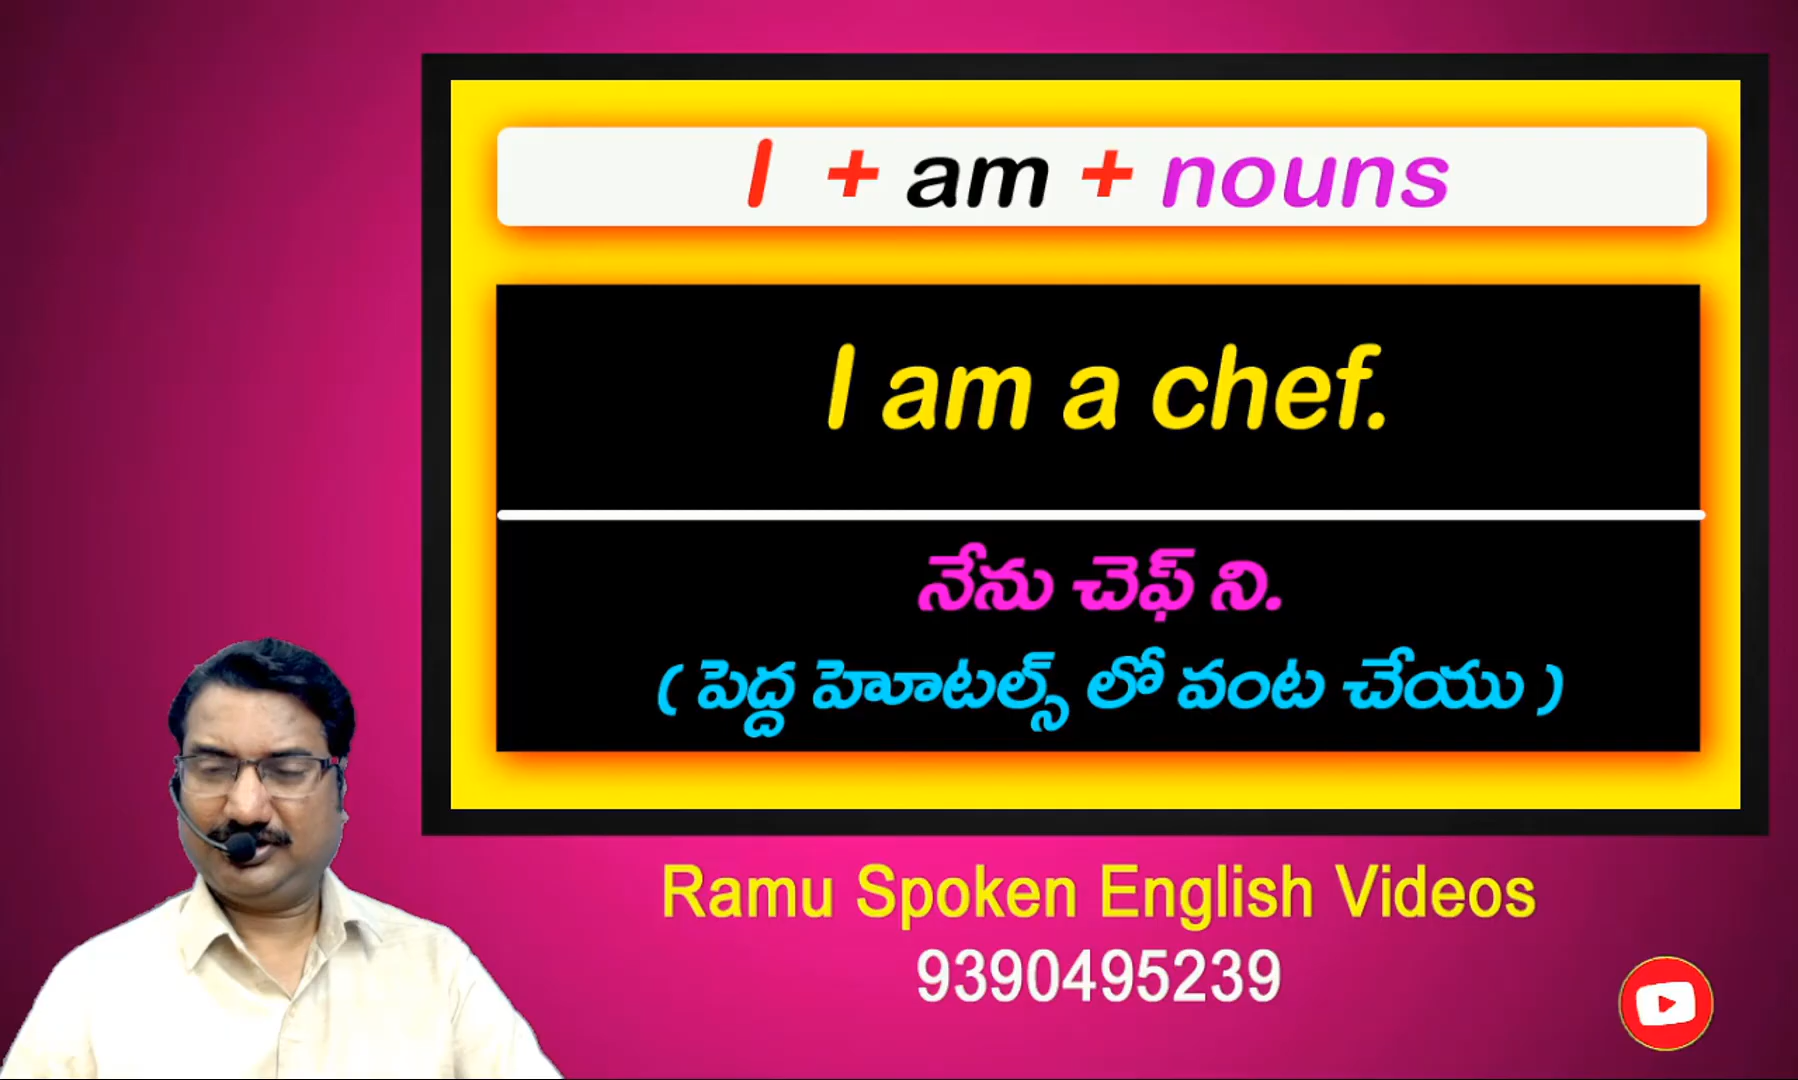 I + am + nouns
I am a chef.
నేను చెఫ్ ని.
( పెద్ద హెూటల్స్ లో వంట చేయు )
Ramu Spoken English Videos
9390495239